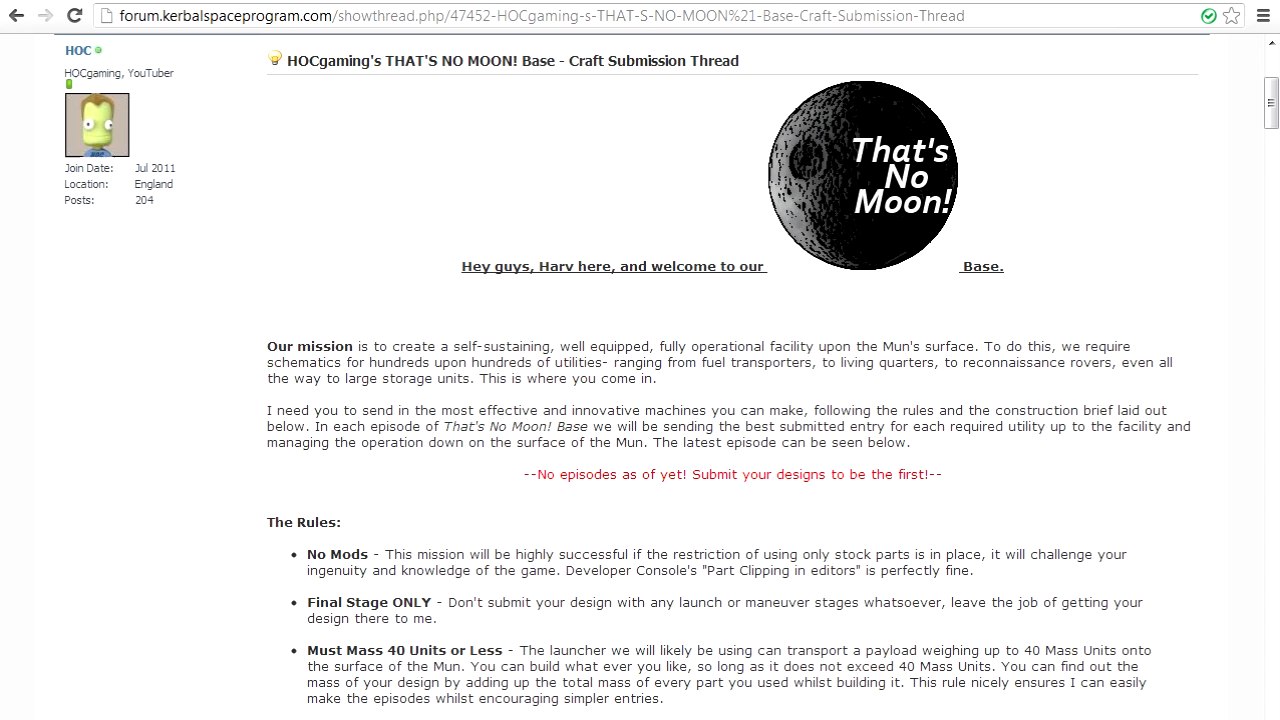 forum.kerbalspaceprogram.com/showthread.php/47452-HOCgaming-s-THAT-S-NO-MOON%21-Base-Craft-Submission-Thread
HOC
HOCgaming, YouTuber
Join Date: Jul 2011
Location: England
Posts: 204
HOCgaming's THAT'S NO MOON! Base - Craft Submission Thread
That's
No
Moon!
Hey guys, Harv here, and welcome to our Base.
Our mission is to create a self-sustaining, well equipped, fully operational facility upon the Mun's surface. To do this, we require
schematics for hundreds upon hundreds of utilities- ranging from fuel transporters, to living quarters, to reconnaissance rovers, even all
the way to large storage units. This is where you come in.
I need you to send in the most effective and innovative machines you can make, following the rules and the construction brief laid out
below. In each episode of That's No Moon! Base we will be sending the best submitted entry for each required utility up to the facility and
managing the operation down on the surface of the Mun. The latest episode can be seen below.
--No episodes as of yet! Submit your designs to be the first!--
The Rules:
• No Mods - This mission will be highly successful if the restriction of using only stock parts is in place, it will challenge your
ingenuity and knowledge of the game. Developer Console's "Part Clipping in editors" is perfectly fine.
• Final Stage ONLY - Don't submit your design with any launch or maneuver stages whatsoever, leave the job of getting your
design there to me.
• Must Mass 40 Units or Less - The launcher we will likely be using can transport a payload weighing up to 40 Mass Units onto
the surface of the Mun. You can build what ever you like, so long as it does not exceed 40 Mass Units. You can find out the
mass of your design by adding up the total mass of every part you used whilst building it. This rule nicely ensures I can easily
make the episodes whilst encouraging simpler entries.